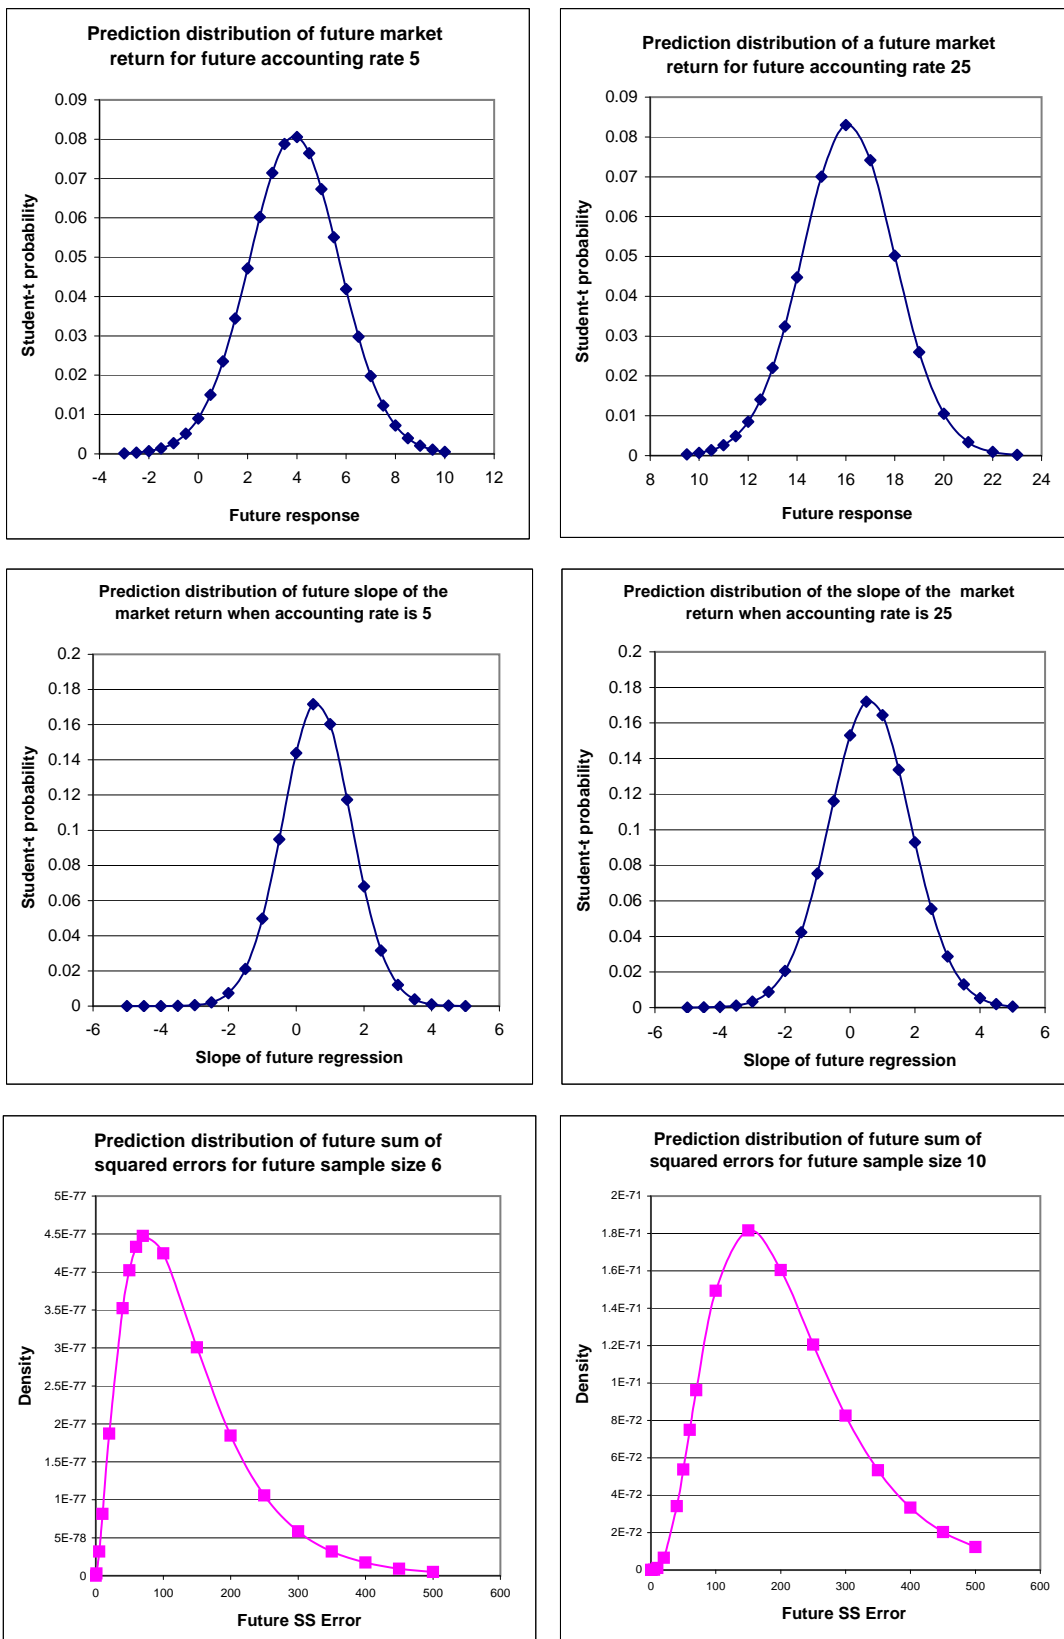 Prediction distribution of future market
return for future accounting rate 5
0.09
0.08
0.07
0.06
0.05
0.04
0.03
0.02
0.01
0
-4 -2 0 2 4 6 8 10 12
Student-t probability
Future response
Prediction distribution of a future market
return for future accounting rate 25
0.09
0.08
0.07
0.06
0.05
0.04
0.03
0.02
0.01
0
8 10 12 14 16 18 20 22 24
Student-t probability
Future response
Prediction distribution of future slope of the
market return when accounting rate is 5
0.2
0.18
0.16
0.14
0.12
0.1
0.08
0.06
0.04
0.02
0
-6 -4 -2 0 2 4 6
Student-t probability
Slope of future regression
Prediction distribution of the slope of the market
return when accounting rate is 25
0.2
0.18
0.16
0.14
0.12
0.1
0.08
0.06
0.04
0.02
0
-6 -4 -2 0 2 4 6
Student-t probability
Slope of future regression
Prediction distribution of future sum of
squared errors for future sample size 6
5E-77
4.5E-77
4E-77
3.5E-77
3E-77
2.5E-77
2E-77
1.5E-77
1E-77
5E-78
0
0 100 200 300 400 500 600
Density
Future SS Error
Prediction distribution of future sum of
squared errors for future sample size 10
2E-71
1.8E-71
1.6E-71
1.4E-71
1.2E-71
1E-71
8E-72
6E-72
4E-72
2E-72
0
0 100 200 300 400 500 600
Density
Future SS Error